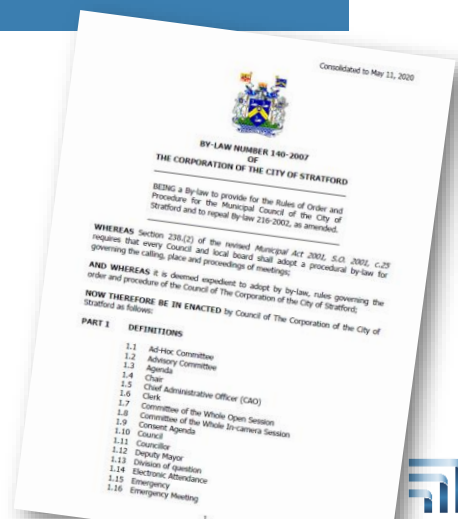 Consolidated to May 11, 2020
BY-LAW NUMBER 140-2007
OF
THE CORPORATION OF THE CITY OF STRATFORD
BEING a By-law to provide for the Rules of Order and
Procedure for the Municipal Council of the City of
Stratford and to repeal By-law 216-2002, as amended.
WHEREAS Section 238.(2) of the revised Municipal Act 2001, S.O. 2001, c.25
requires that every Council and local board shall adopt a procedural by-law for
governing the calling, place and proceedings of meetings;
AND WHEREAS it is deemed expedient to adopt by by-law, rules governing the
order and procedure of the Council of The Corporation of the City of Stratford;
NOW THEREFORE BE IN ENACTED by Council of The Corporation of the City of
Stratford as follows:
PART 1 DEFINITIONS
1.1 Ad-Hoc Committee
1.2 Advisory Committee
1.3 Agenda
1.4 Chair
1.5 Chief Administrative Officer (CAO)
1.6 Clerk
1.7 Committee of the Whole Open Session
1.8 Committee of the Whole In-camera Session
1.9 Consent Agenda
1.10 Council
1.11 Councillor
1.12 Deputy Mayor
1.13 Division of question
1.14 Electronic Attendance
1.15 Emergency
1.16 Emergency Meeting